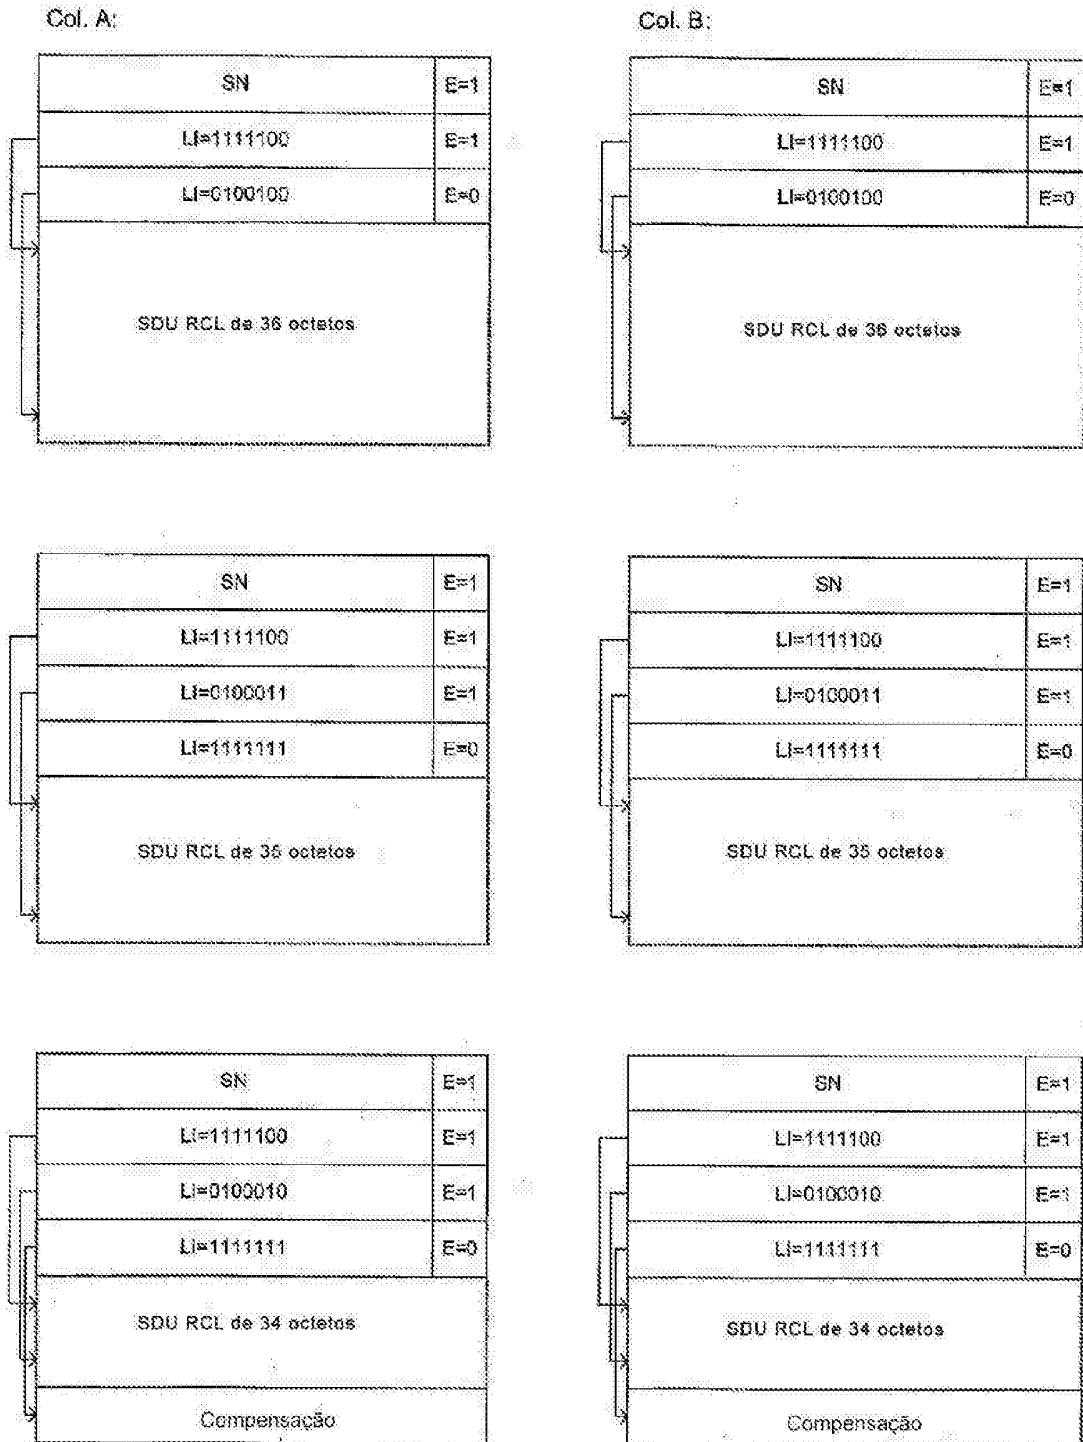 Col. A:
SN E=1
LI=1111100 E=1
LI=0100100 E=0
SDU RCL de 36 octetos
SN E=1
LI=1111100 E=1
LI=0100011 E=1
LI=1111111 E=0
SDU RCL de 35 octetos
SN E=1
LI=1111100 E=1
LI=0100010 E=1
LI=1111111 E=0
SDU RCL de 34 octetos
Compensação
Col. B:
SN E=1
LI=1111100 E=1
LI=0100100 E=0
SDU RCL de 36 octetos
SN E=1
LI=1111100 E=1
LI=0100011 E=1
LI=1111111 E=0
SDU RCL de 35 octetos
SN E=1
LI=1111100 E=1
LI=0100010 E=1
LI=1111111 E=0
SDU RCL de 34 octetos
Compensação